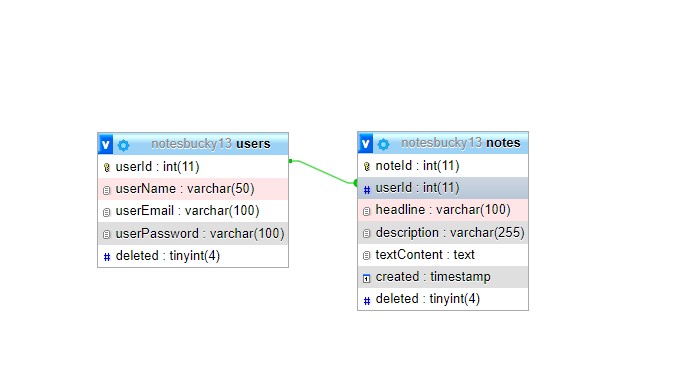 v notesbucky13 users
userId : int(11)
userName : varchar(50)
userEmail : varchar(100)
userPassword : varchar(100)
# deleted : tinyint(4)
v notesbucky13 notes
noteId : int(11)
# userId : int(11)
headline : varchar(100)
description : varchar(255)
textContent : text
created : timestamp
# deleted : tinyint(4)